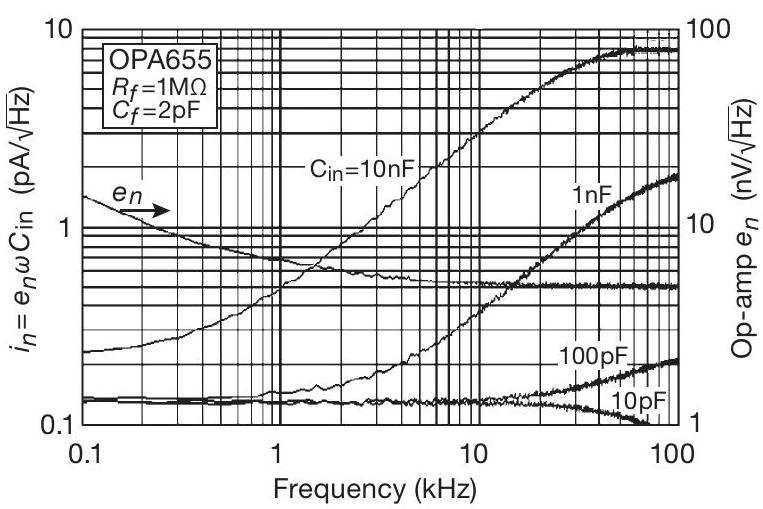 10
100
OPA655
Rf=1MΩ
Cf=2pF
Cin=10nF
1nF
en
1
10
100pF
10pF
0.1
1
0.1
1
10
100
Frequency (kHz)
in = enωCin (pA/√Hz)
Op-amp en (nV/√Hz)